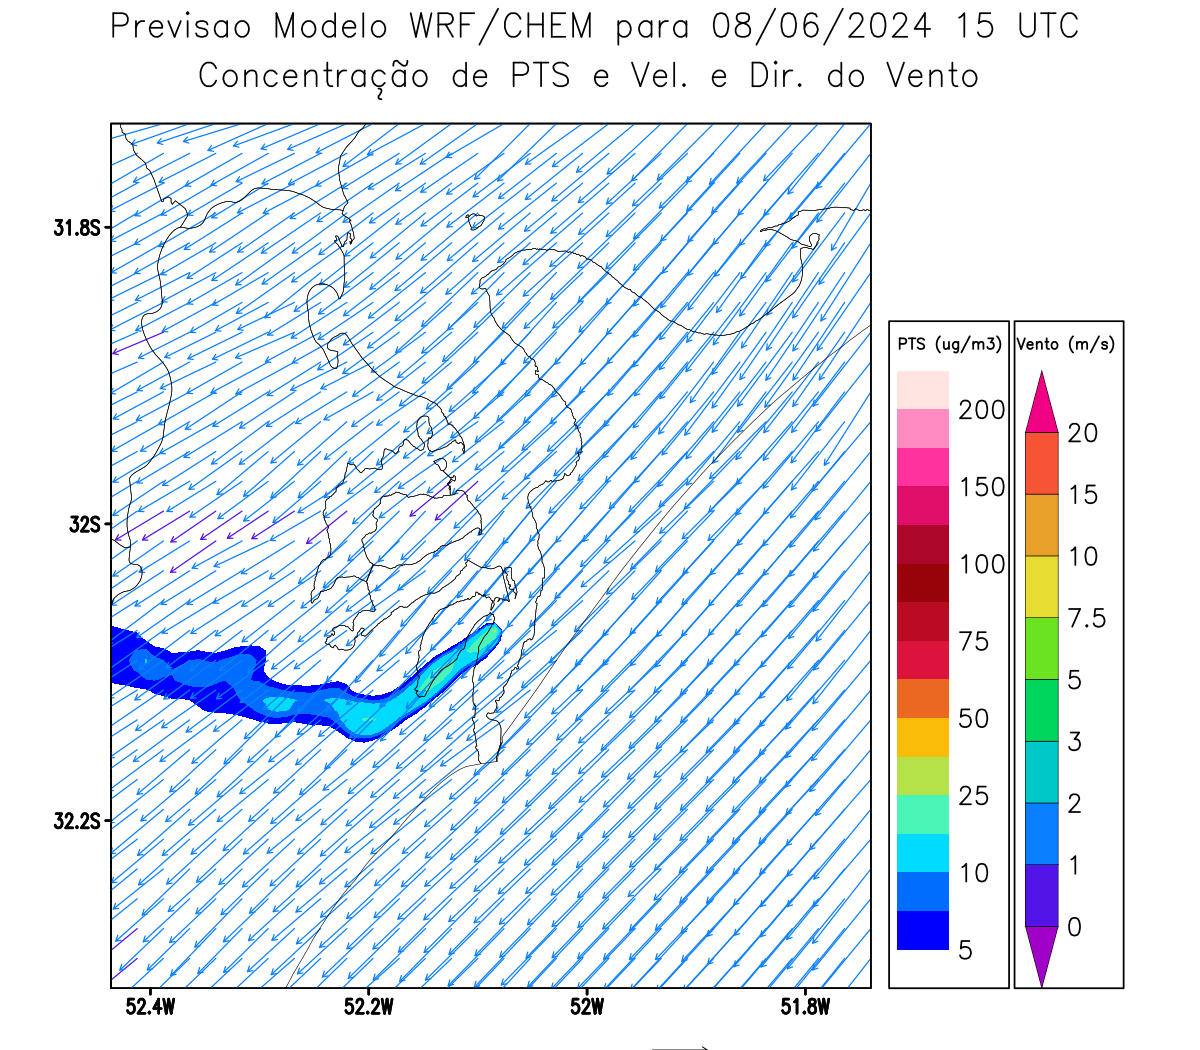 Previsao Modelo WRF/CHEM para 08/06/2024 15 UTC
Concentração de PTS e Vel. e Dir. do Vento
31.8S
32S
32.2S
52.4W
52.2W
52W
51.8W
PTS (ug/m3)
200
150
100
75
50
25
10
5
Vento (m/s)
20
15
10
7.5
5
3
2
1
0